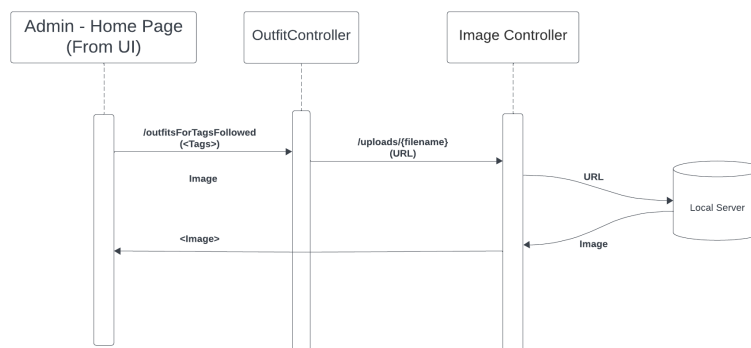 Admin - Home Page
(From UI)
OutfitController
Image Controller
/outfitsForTagsFollowed
(<Tags>)
/uploads/{filename}
(URL)
Image
URL
Local Server
<Image>
Image